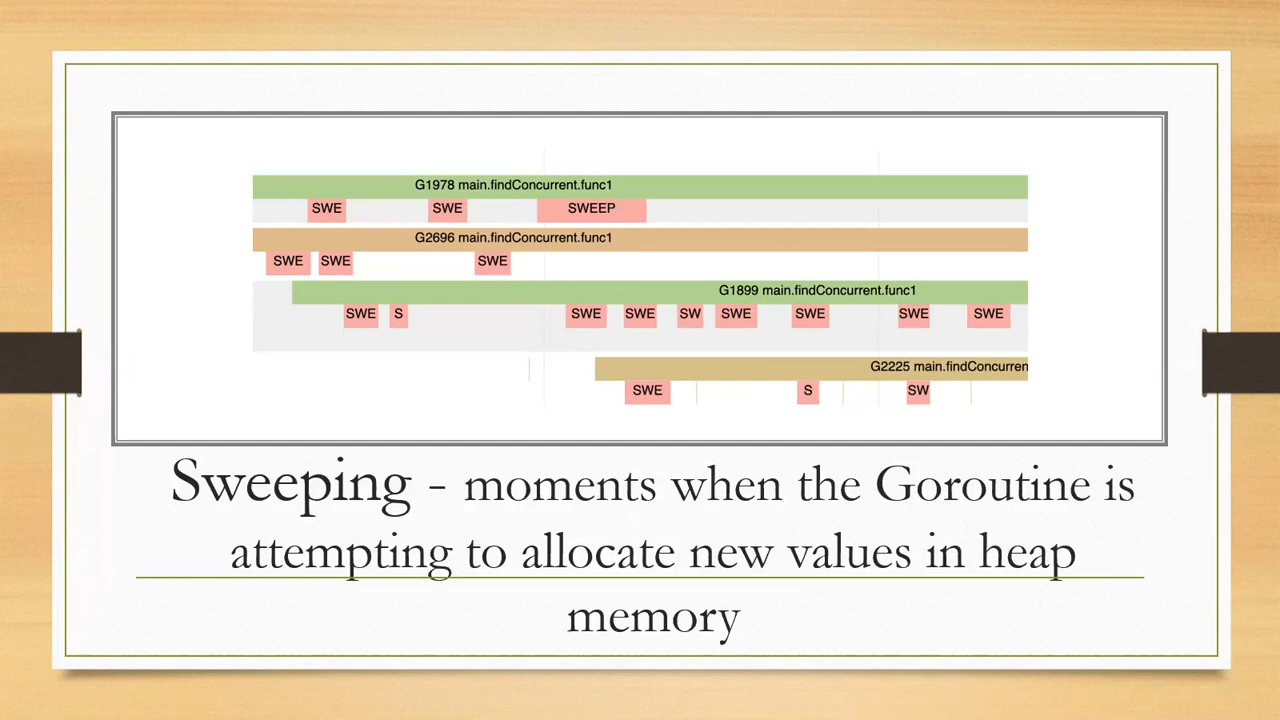 G1978 main.findConcurrent.func1
SWE SWE SWEEP
G2696 main.findConcurrent.func1
SWE SWE SWE
G1899 main.findConcurrent.func1
SWE S SWE SWE SW SWE SWE SWE SWE
G2225 main.findConcurren
SWE S SW
Sweeping - moments when the Goroutine is
attempting to allocate new values in heap
memory